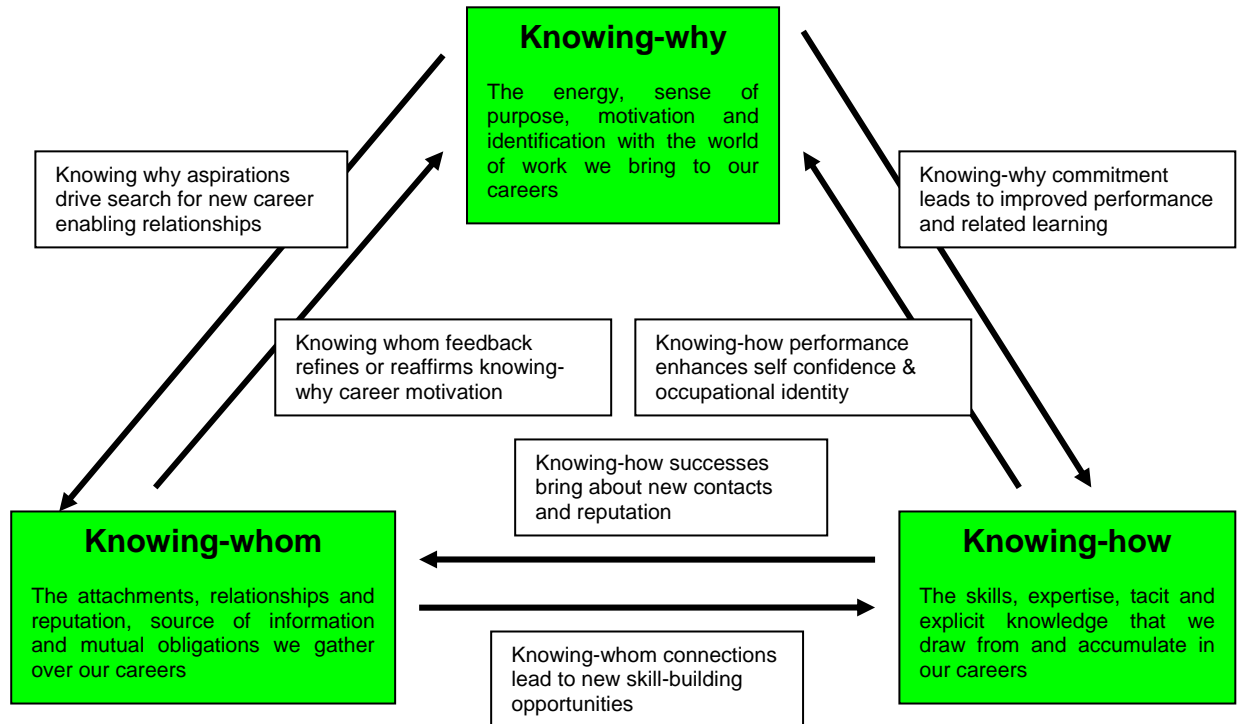 Knowing-why
The energy, sense of
purpose, motivation and
identification with the world
of work we bring to our
careers
Knowing why aspirations
drive search for new career
enabling relationships
Knowing-why commitment
leads to improved performance
and related learning
Knowing whom feedback
refines or reaffirms knowing-
why career motivation
Knowing-how performance
enhances self confidence &
occupational identity
Knowing-how successes
bring about new contacts
and reputation
Knowing-whom
The attachments, relationships and
reputation, source of information
and mutual obligations we gather
over our careers
Knowing-how
The skills, expertise, tacit and
explicit knowledge that we
draw from and accumulate in
our careers
Knowing-whom connections
lead to new skill-building
opportunities